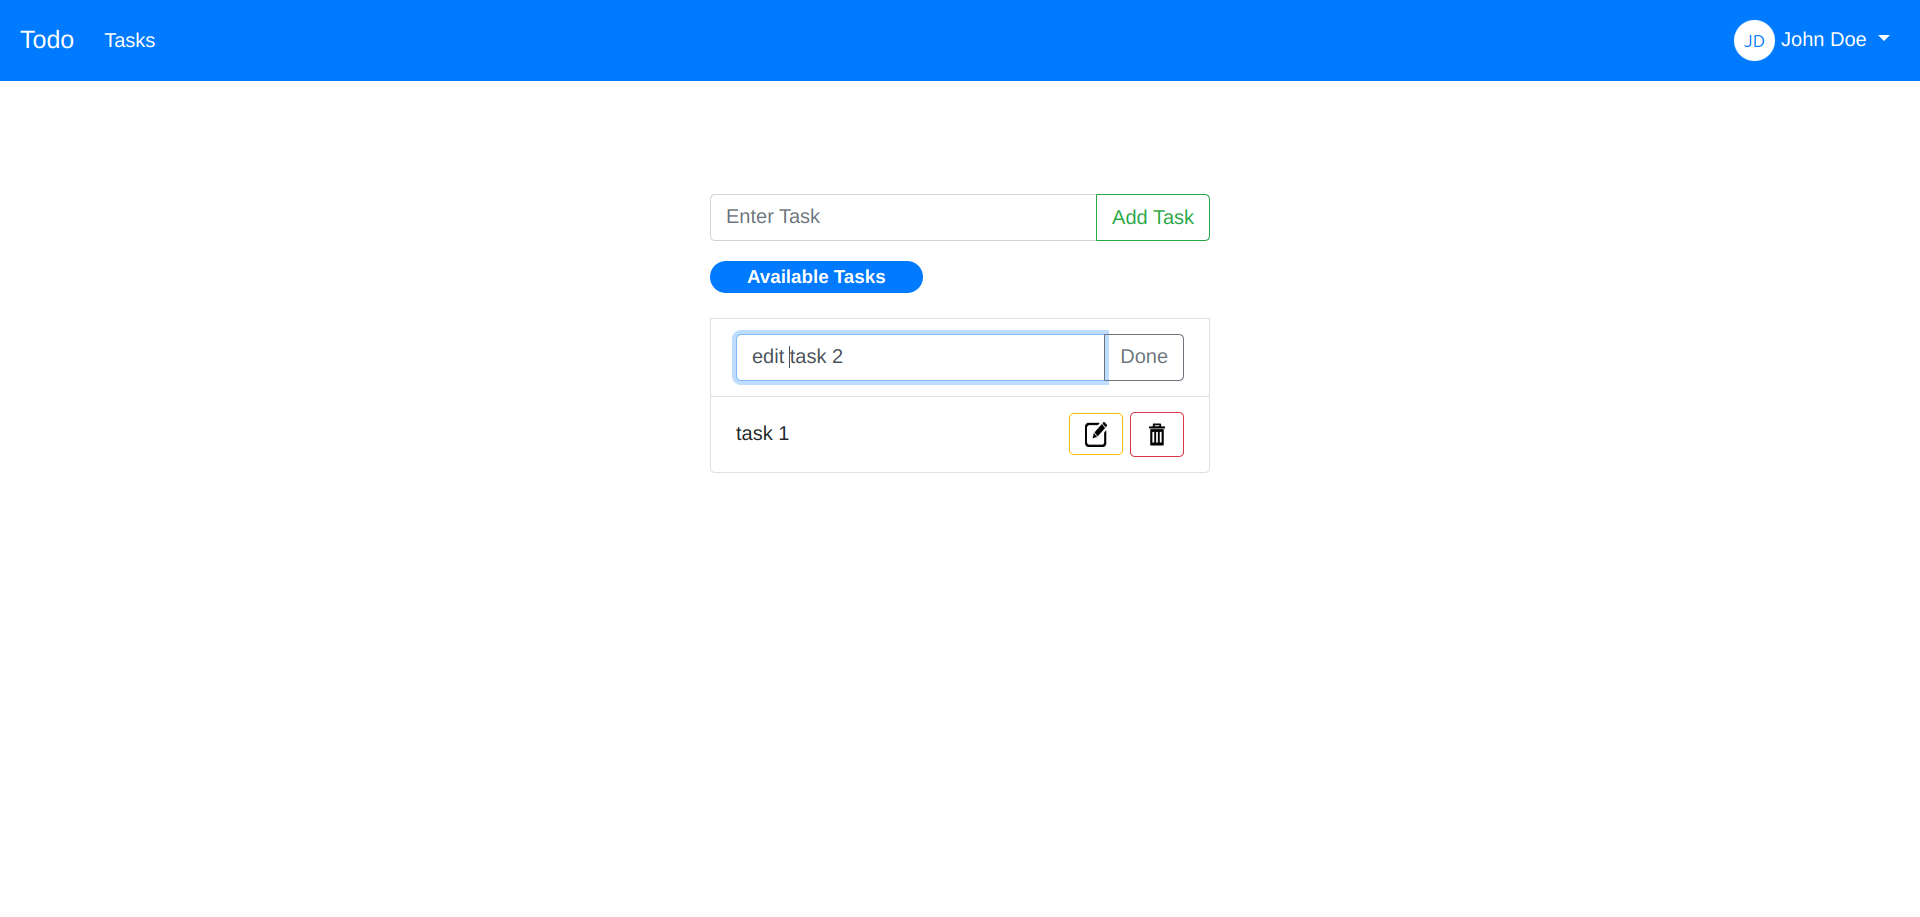 Todo Tasks JD John Doe
Enter Task Add Task
Available Tasks
edit task 2 Done
task 1